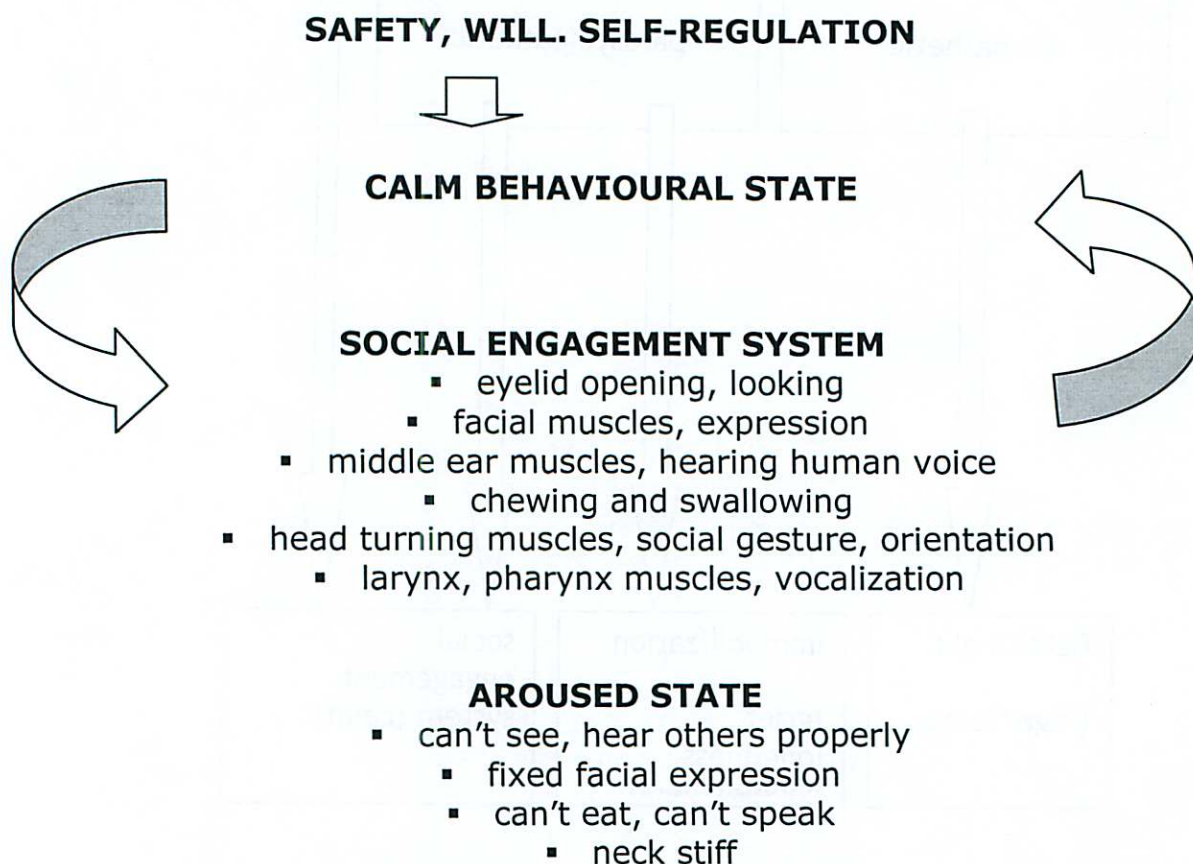 SAFETY, WILL. SELF-REGULATION
CALM BEHAVIOURAL STATE
SOCIAL ENGAGEMENT SYSTEM
▪ eyelid opening, looking
▪ facial muscles, expression
▪ middle ear muscles, hearing human voice
▪ chewing and swallowing
▪ head turning muscles, social gesture, orientation
▪ larynx, pharynx muscles, vocalization
AROUSED STATE
▪ can't see, hear others properly
▪ fixed facial expression
▪ can't eat, can't speak
▪ neck stiff